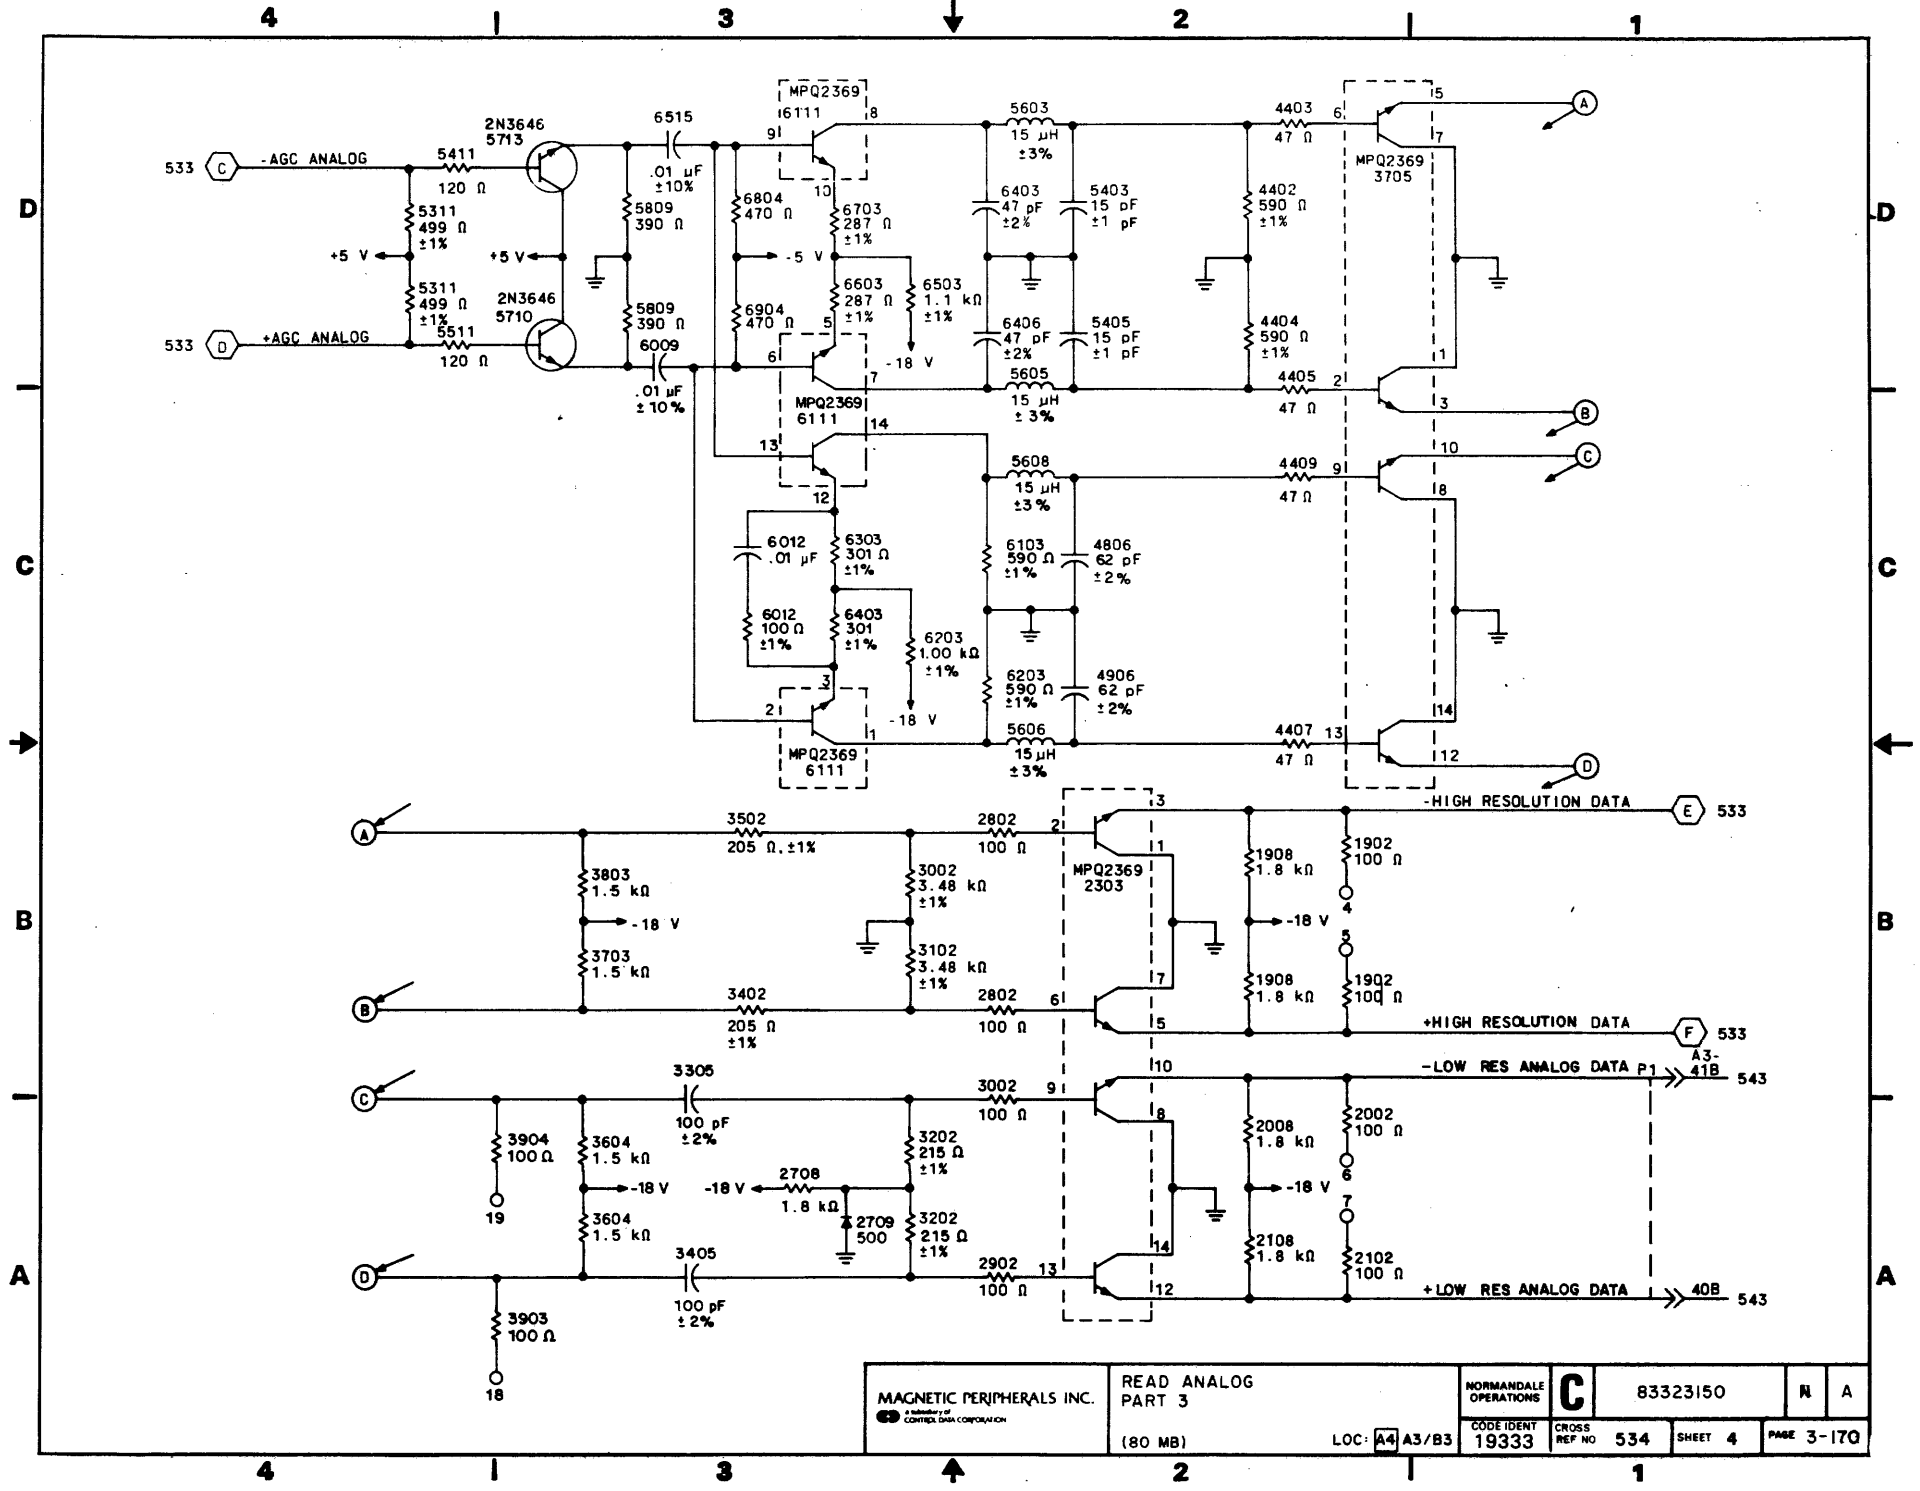 4 3 2 1
D
C
B
A
D
C
B
A
533 C -AGC ANALOG
5411
120 Ω
2N3646
5713
5311
499 Ω
±1%
+5 V
+5 V
5311
499 Ω
±1%
2N3646
5710
533 D +AGC ANALOG
5511
120 Ω
6515
.01 µF
±10%
5809
390 Ω
5809
390 Ω
6009
.01 µF
±10%
6804
470 Ω
-5 V
6904
470 Ω
MPQ2369
6111
9
8
10
6703
287 Ω
±1%
6603
287 Ω
±1%
6503
1.1 kΩ
±1%
-18 V
5
6
7
MPQ2369
6111
13
14
12
6012
.01 µF
6303
301 Ω
±1%
6012
100 Ω
±1%
6403
301
±1%
6203
1.00 kΩ
±1%
-18 V
3
2
1
MPQ2369
6111
5603
15 µH
±3%
6403
47 pF
±2%
5403
15 pF
±1 pF
6406
47 pF
±2%
5405
15 pF
±1 pF
5605
15 µH
±3%
4402
590 Ω
±1%
4404
590 Ω
±1%
4403
47 Ω
4405
47 Ω
5608
15 µH
±3%
6103
590 Ω
±1%
4806
62 pF
±2%
6203
590 Ω
±1%
4906
62 pF
±2%
5606
15 µH
±3%
4409
47 Ω
4407
47 Ω
6
5
7
MPQ2369
3705
1
2
3
10
9
8
14
13
12
A
B
C
D
A
3502
205 Ω, ±1%
2802
100 Ω
2
3
1
MPQ2369
2303
3803
1.5 kΩ
-18 V
3703
1.5 kΩ
3002
3.48 kΩ
±1%
3102
3.48 kΩ
±1%
B
3402
205 Ω
±1%
2802
100 Ω
6
7
5
-HIGH RESOLUTION DATA E 533
1908
1.8 kΩ
1902
100 Ω
4
-18 V
5
1908
1.8 kΩ
1902
100 Ω
+HIGH RESOLUTION DATA F 533
C
3305
100 pF
±2%
3002
100 Ω
9
10
8
3904
100 Ω
19
3604
1.5 kΩ
-18 V
3604
1.5 kΩ
-18 V
2708
1.8 kΩ
2709
500
3202
215 Ω
±1%
3202
215 Ω
±1%
D
3405
100 pF
±2%
2902
100 Ω
13
14
12
3903
100 Ω
18
-LOW RES ANALOG DATA P1 A3-
41B 543
2008
1.8 kΩ
2002
100 Ω
6
-18 V
7
2108
1.8 kΩ
2102
100 Ω
+LOW RES ANALOG DATA 40B 543
MAGNETIC PERIPHERALS INC.
a subsidiary of
CONTROL DATA CORPORATION
READ ANALOG
PART 3
(80 MB)
LOC: A4 A3/B3
NORMANDALE
OPERATIONS
C
83323150
N
A
CODE IDENT
19333
CROSS
REF NO 534
SHEET 4
PAGE 3-170
4 3 2 1